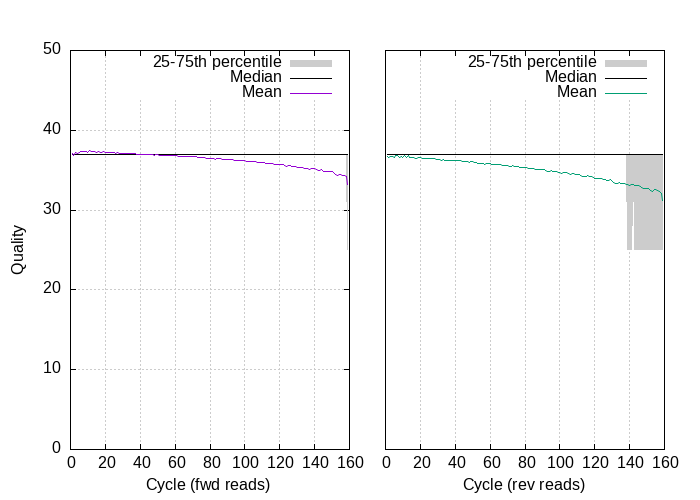 50
40
30
20
10
0
Quality
25-75th percentile
Median
Mean
0 20 40 60 80 100 120 140 160
Cycle (fwd reads)
25-75th percentile
Median
Mean
0 20 40 60 80 100 120 140 160
Cycle (rev reads)